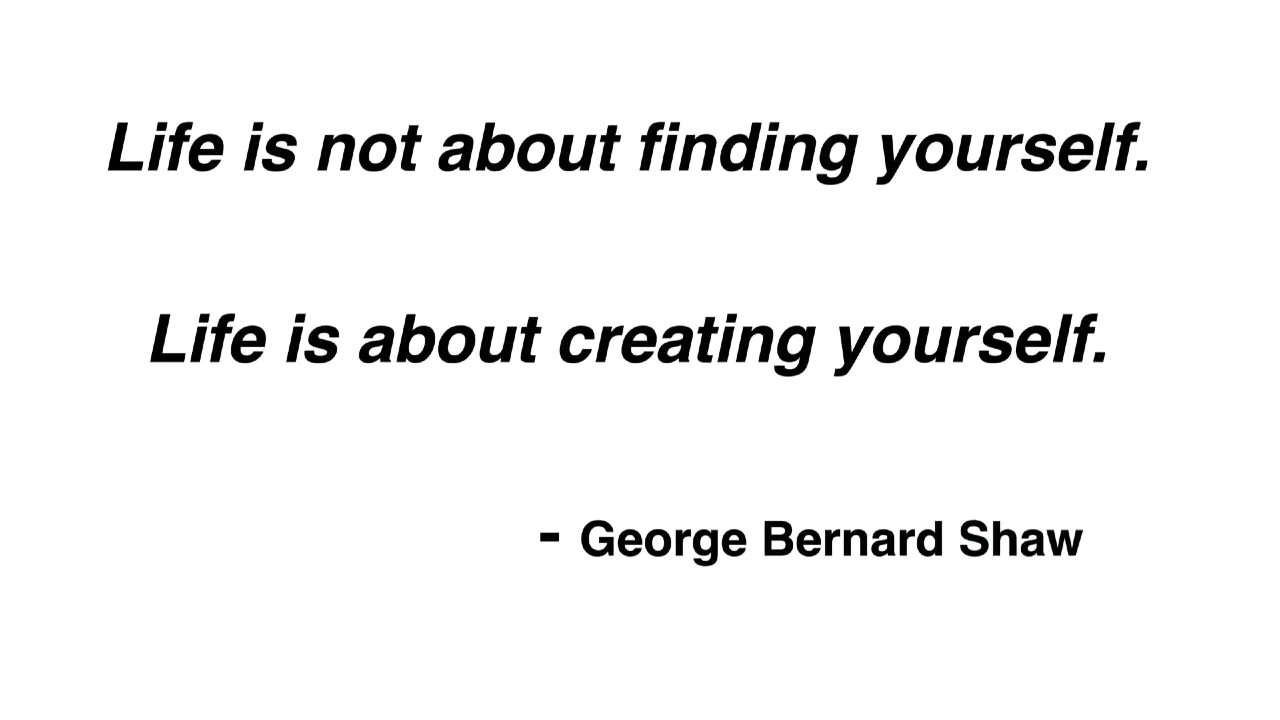 Life is not about finding yourself.
Life is about creating yourself.
- George Bernard Shaw